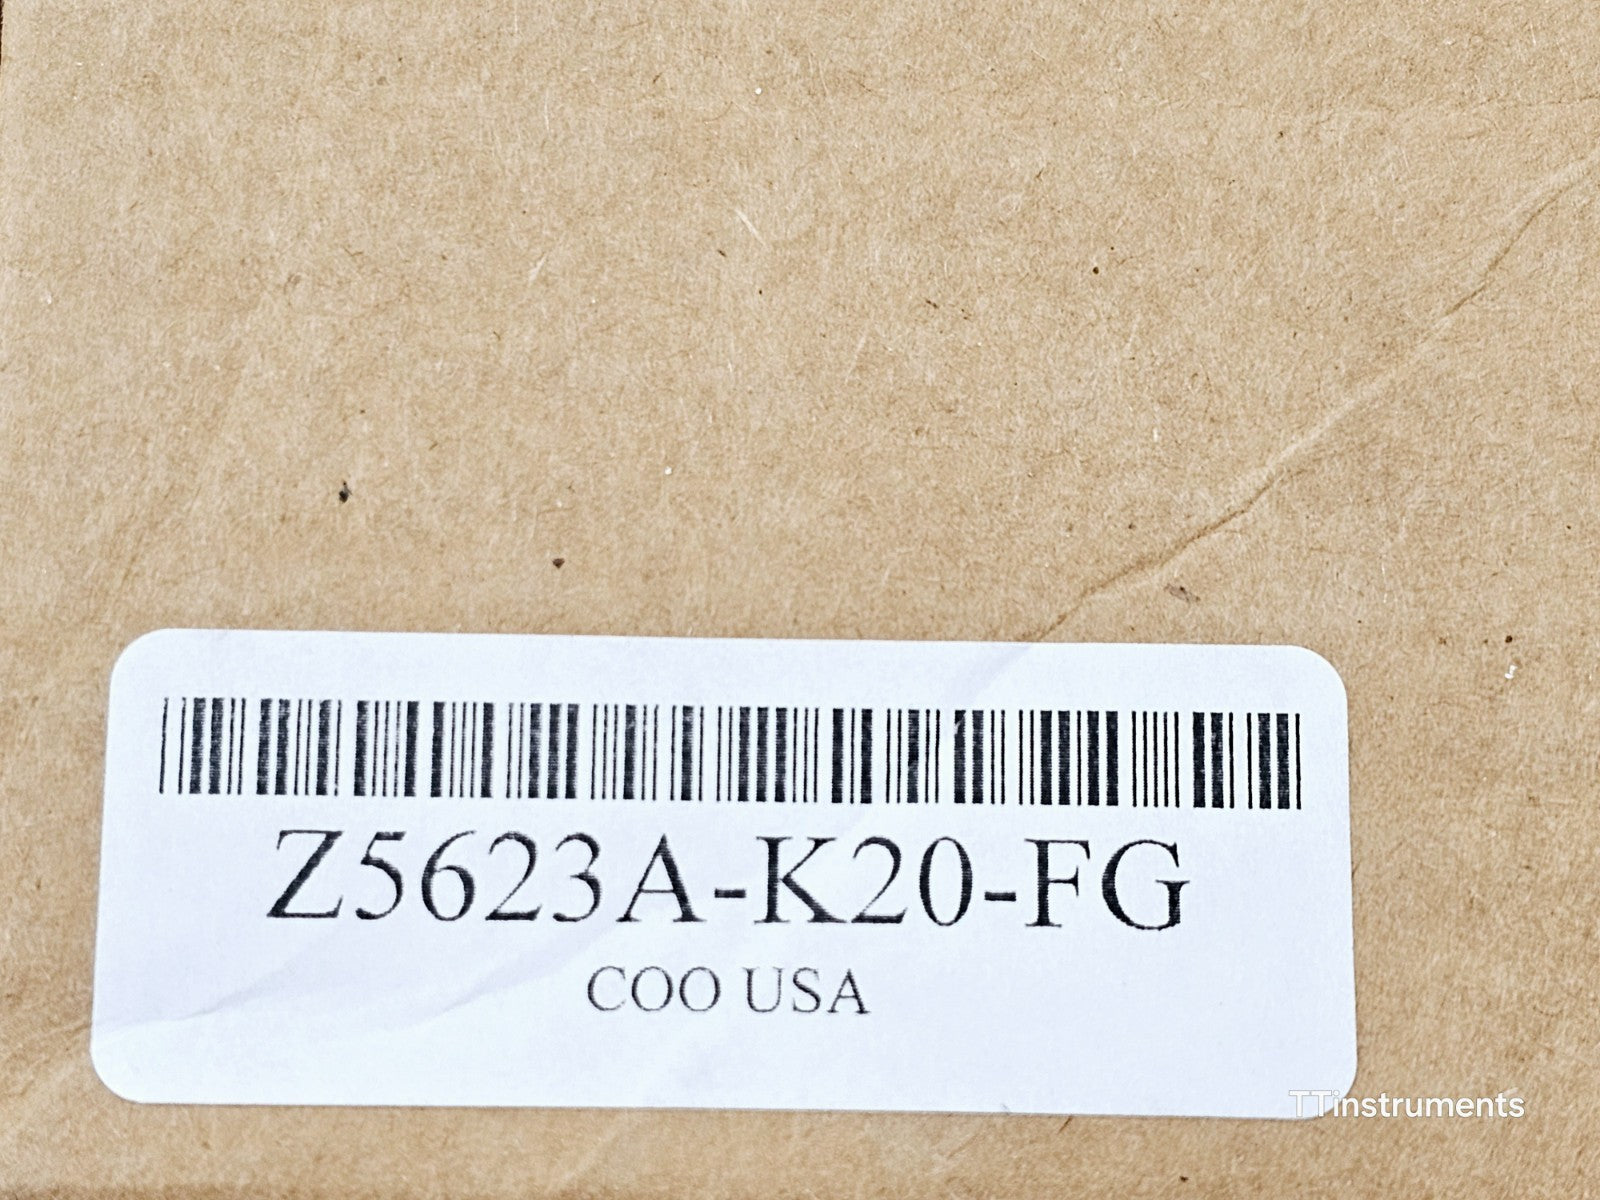 Z5623A-K20-FG
COO USA
TTinstruments